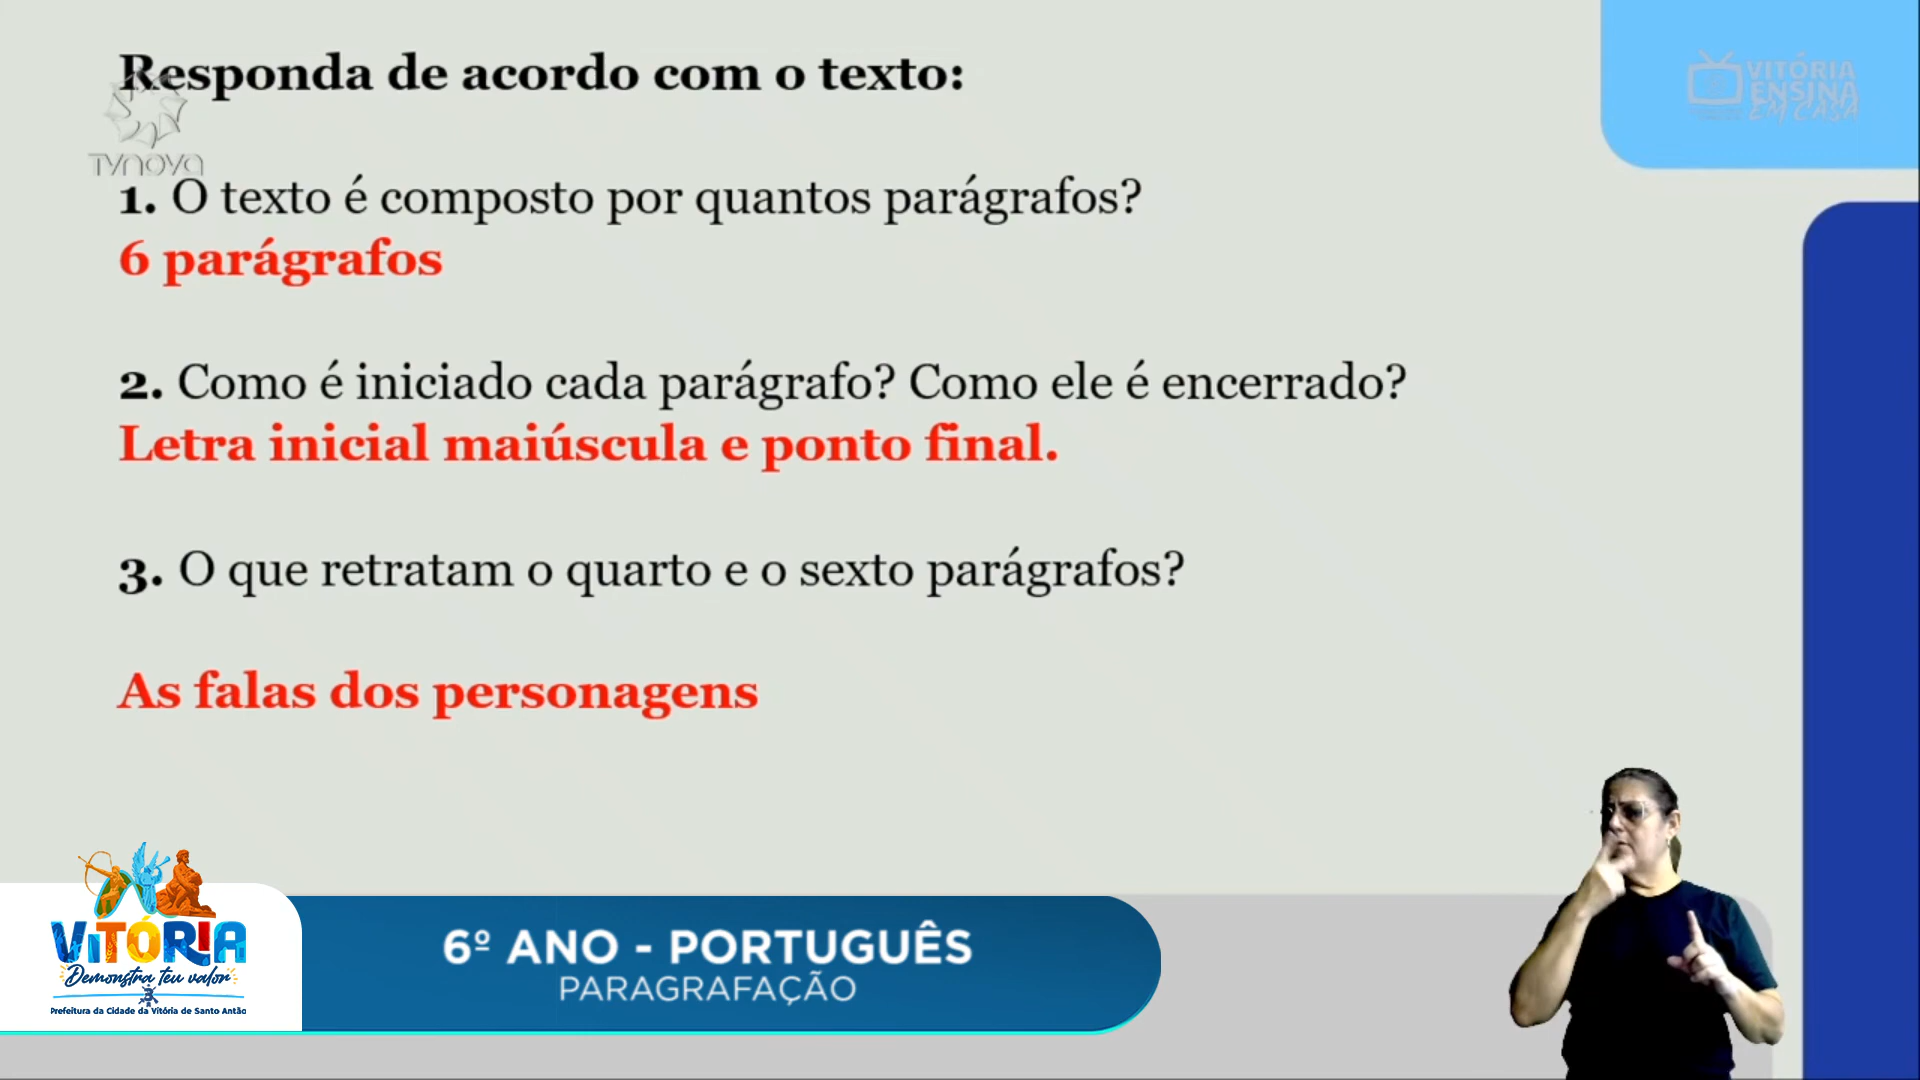 Responda de acordo com o texto:
TVNOVA
VITÓRIA
ENSINA
EM CASA
1. O texto é composto por quantos parágrafos?
6 parágrafos
2. Como é iniciado cada parágrafo? Como ele é encerrado?
Letra inicial maiúscula e ponto final.
3. O que retratam o quarto e o sexto parágrafos?
As falas dos personagens
VITÓRIA
Demonstra teu valor
Prefeitura da Cidade da Vitória de Santo Antão
6º ANO - PORTUGUÊS
PARAGRAFAÇÃO